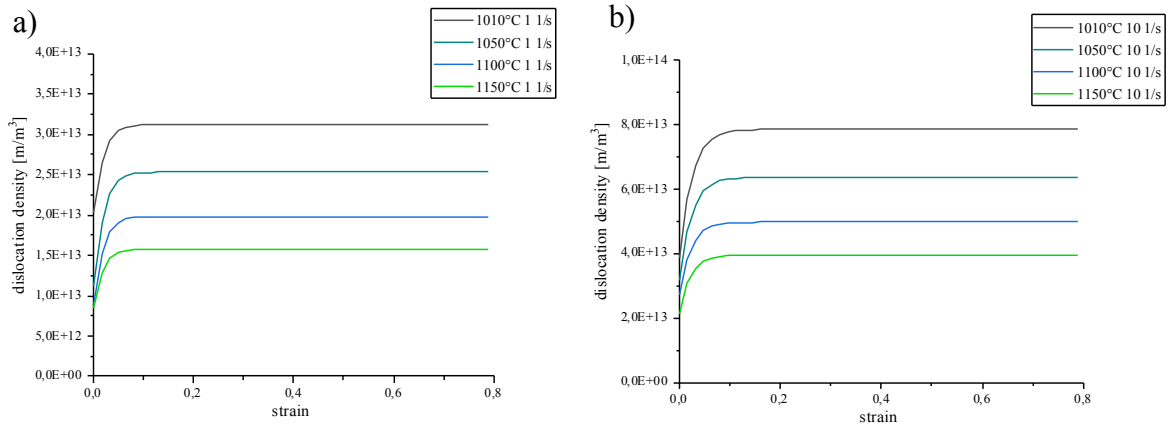 a)
1010°C 1 1/s
1050°C 1 1/s
1100°C 1 1/s
1150°C 1 1/s
4,0E+13
3,5E+13
3,0E+13
2,5E+13
2,0E+13
1,5E+13
1,0E+13
5,0E+12
0,0E+00
dislocation density [m/m³]
0,0
0,2
0,4
0,6
0,8
strain
b)
1010°C 10 1/s
1050°C 10 1/s
1100°C 10 1/s
1150°C 10 1/s
1,0E+14
8,0E+13
6,0E+13
4,0E+13
2,0E+13
0,0E+00
dislocation density [m/m³]
0,0
0,2
0,4
0,6
0,8
strain